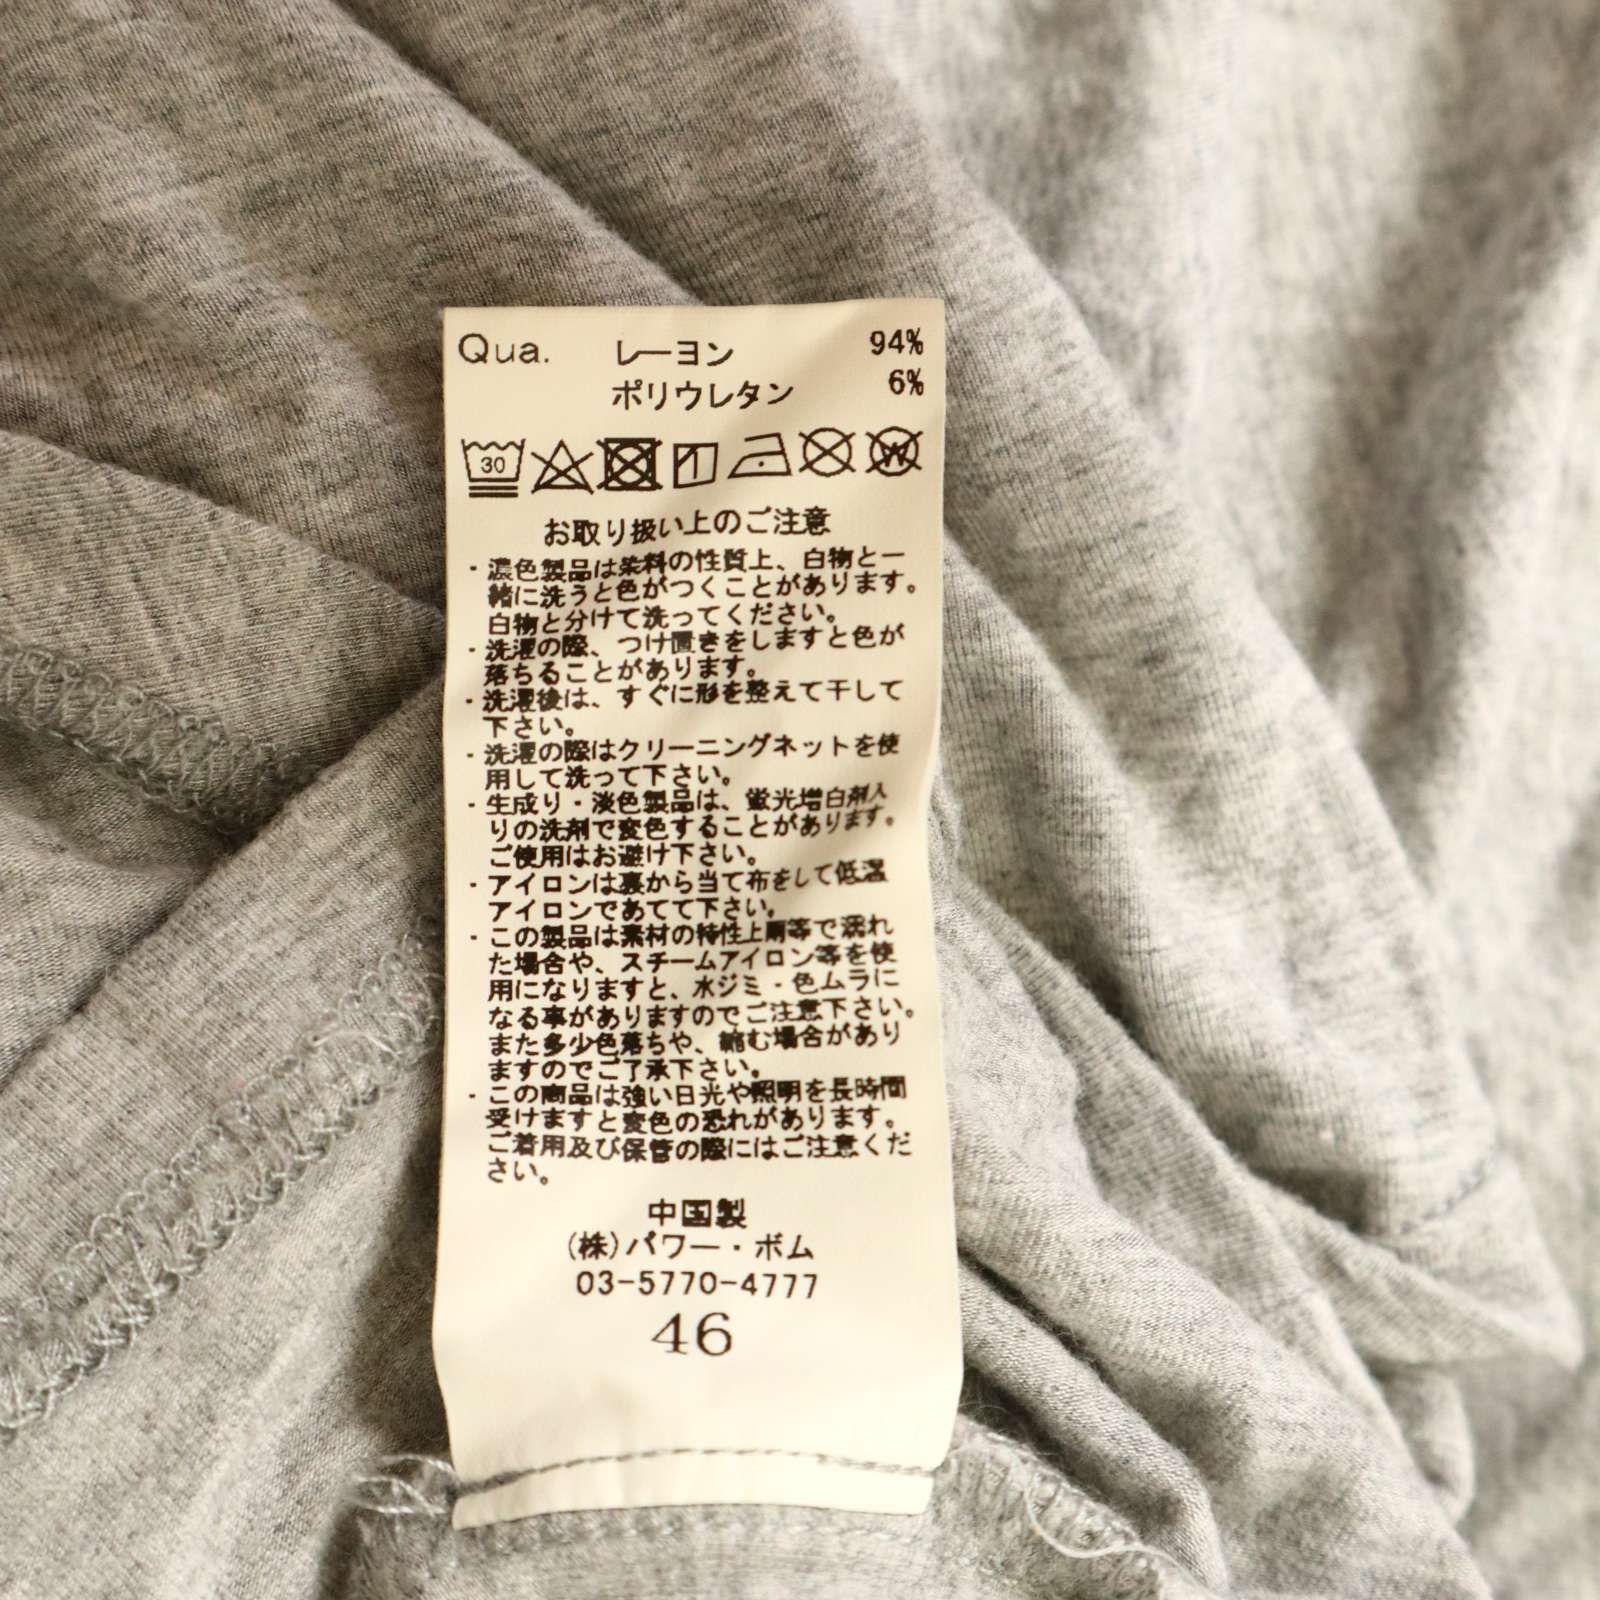 Qua. レーヨン 94%
ポリウレタン 6%
30 W
お取り扱い上のご注意
・濃色製品は染料の性質上、白物と一
緒に洗うと色がつくことがあります。
白物と分けて洗ってください。
・洗濯の際、つけ置きをしますと色が
落ちることがあります。
・洗濯後は、すぐに形を整えて干して
下さい。
・洗濯の際はクリーニングネットを使
用して洗って下さい。
・生成り・淡色製品は、蛍光増白剤入
りの洗剤で変色することがあります。
ご使用はお避け下さい。
・アイロンは裏から当て布をして低温
アイロンであてて下さい。
・この製品は素材の特性上雨等で濡れ
た場合や、スチームアイロン等を使
用になりますと、水ジミ・色ムラに
なる事がありますのでご注意下さい。
また多少色落ちや、縮む場合があり
ますのでご了承下さい。
・この商品は強い日光や照明を長時間
受けますと変色の恐れがあります。
ご着用及び保管の際にはご注意くだ
さい。
中国製
(株)パワー・ボム
03-5770-4777
46